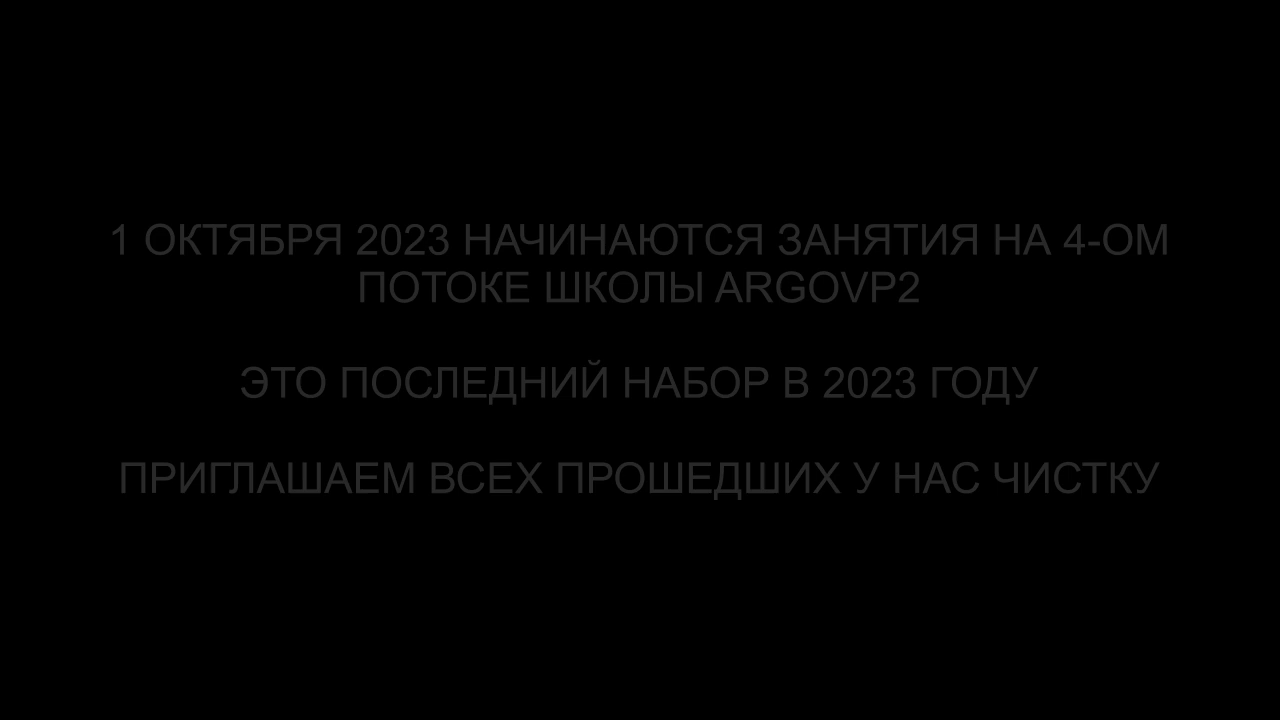 1 ОКТЯБРЯ 2023 НАЧИНАЮТСЯ ЗАНЯТИЯ НА 4-ОМ
ПОТОКЕ ШКОЛЫ ARGOVP2
ЭТО ПОСЛЕДНИЙ НАБОР В 2023 ГОДУ
ПРИГЛАШАЕМ ВСЕХ ПРОШЕДШИХ У НАС ЧИСТКУ